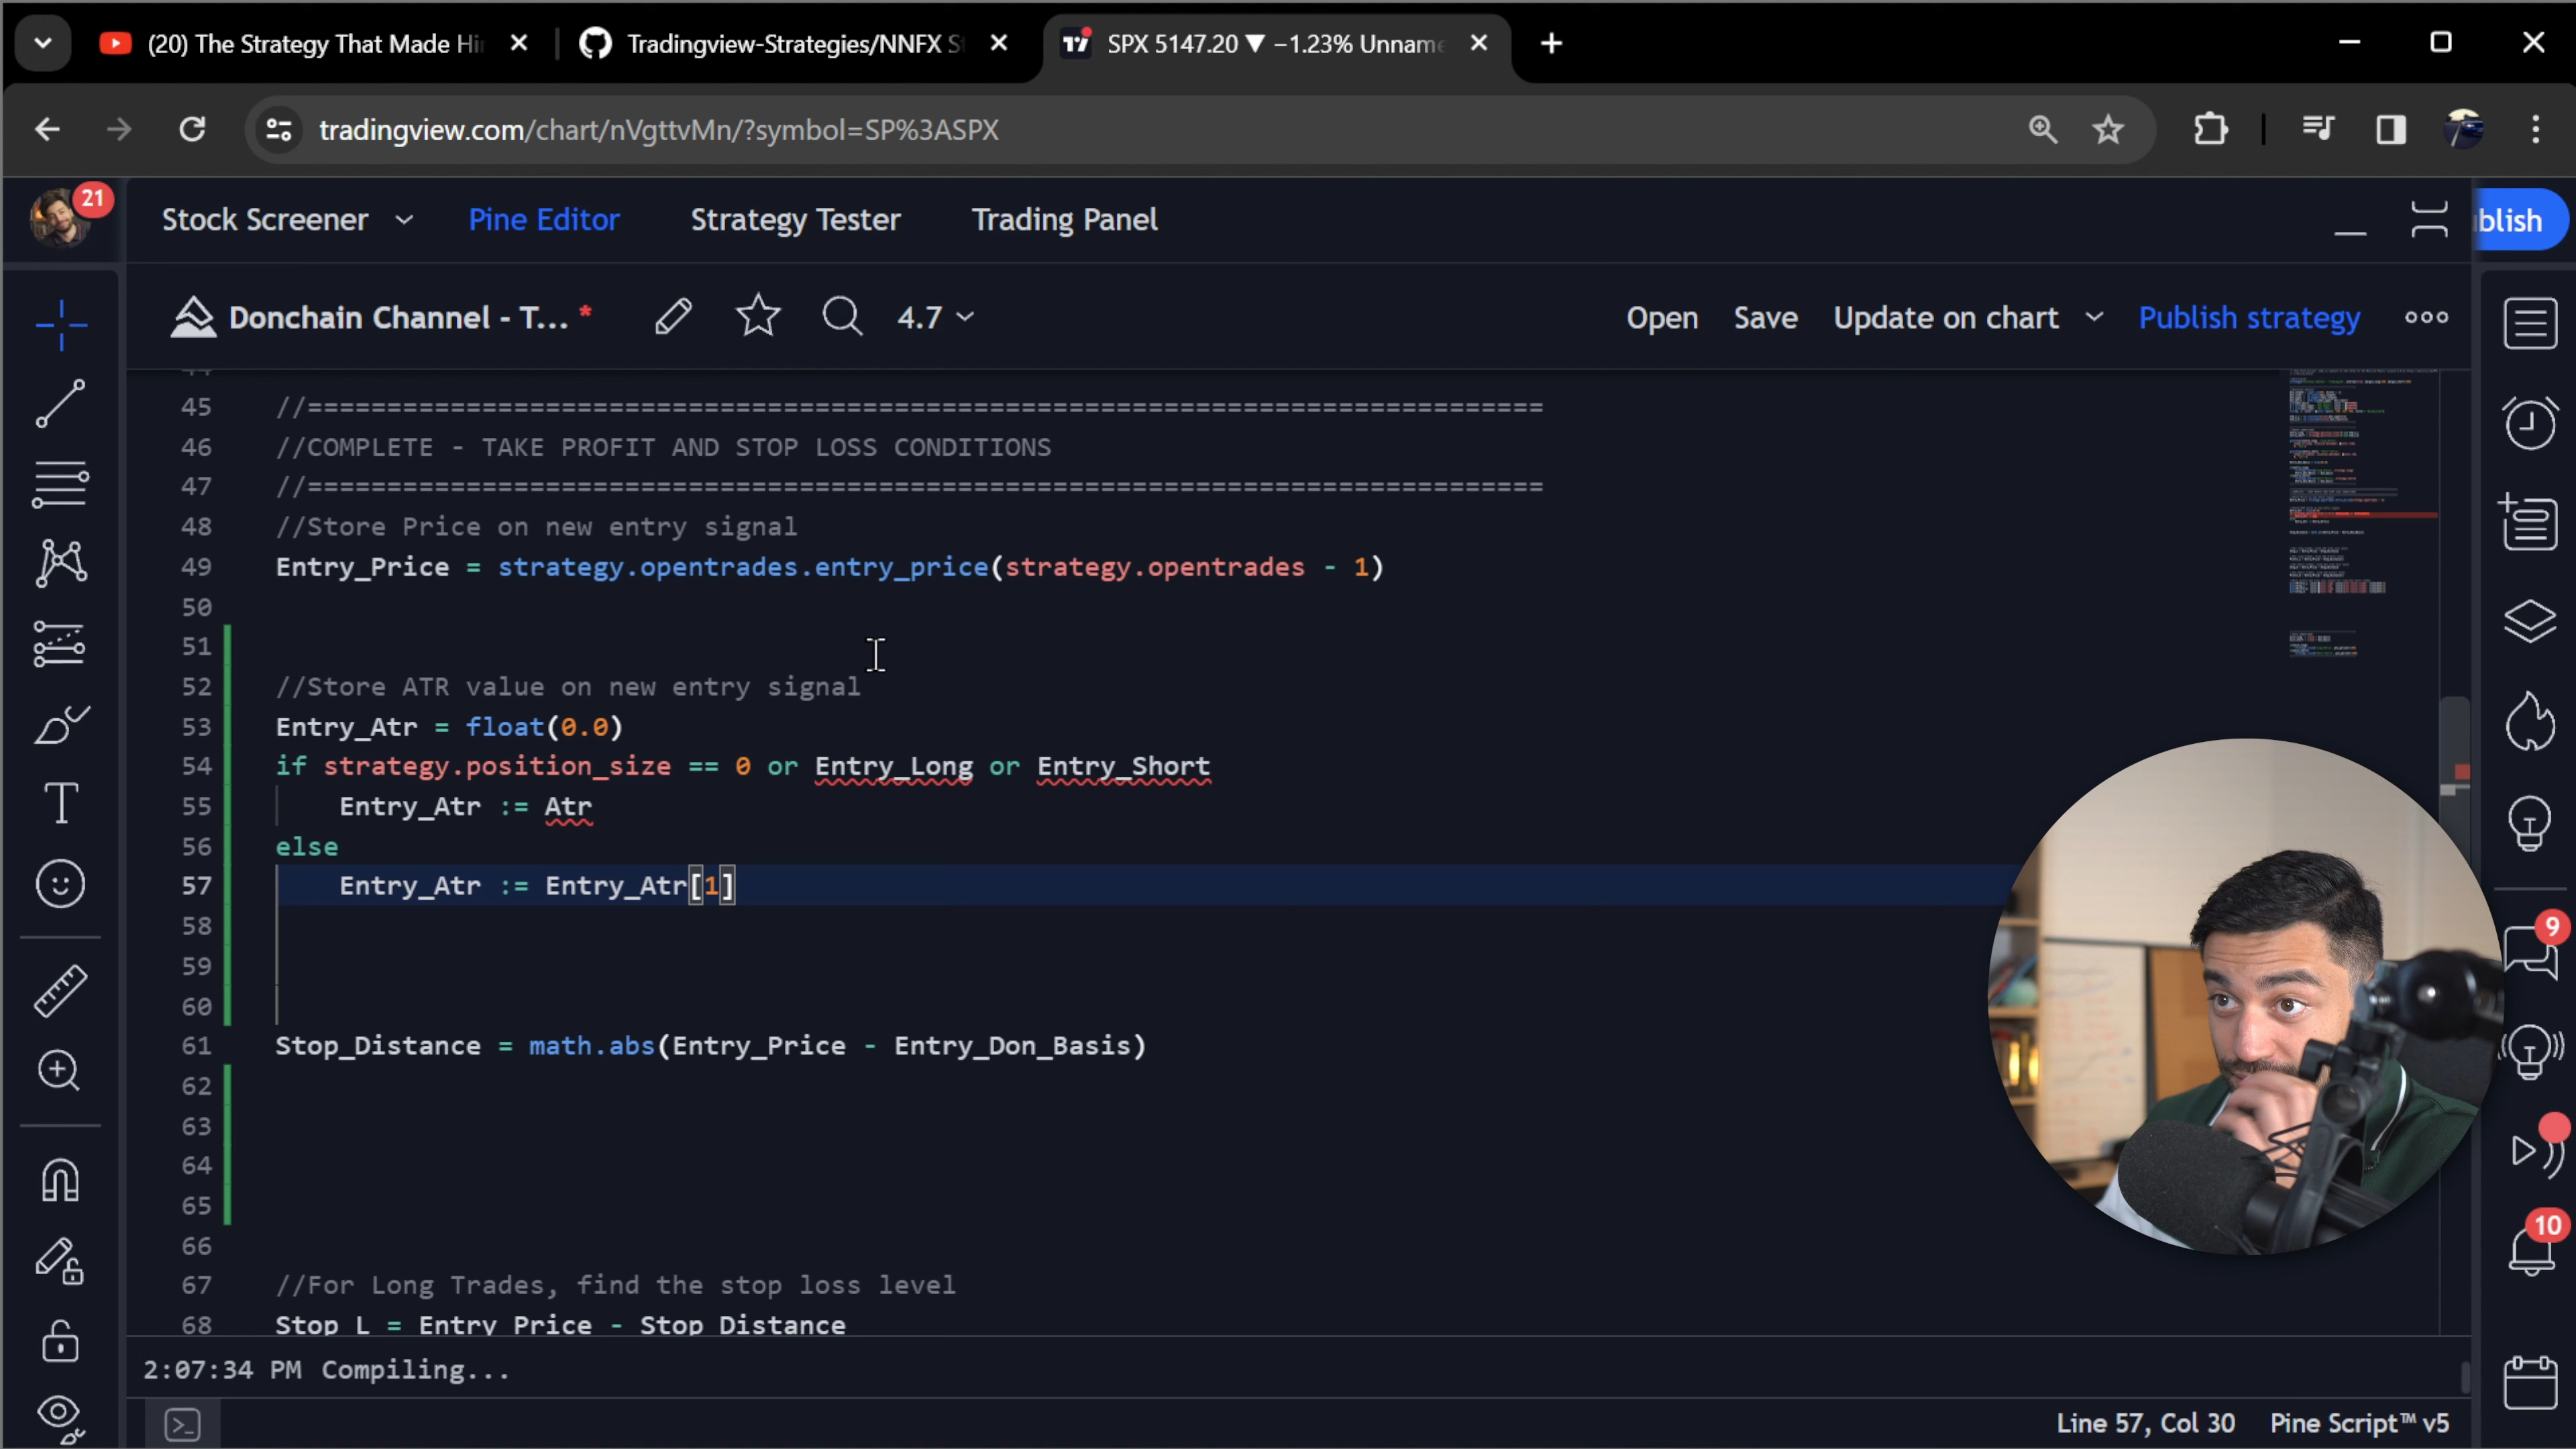 (20) The Strategy That Made Hi
Tradingview-Strategies/NNFX S
SPX 5147.20 ▼ −1.23% Unname
tradingview.com/chart/nVgttvMn/?symbol=SP%3ASPX
21
Stock Screener
Pine Editor
Strategy Tester
Trading Panel
blish
Donchain Channel - T... *
4.7
Open
Save
Update on chart
Publish strategy
44
45 //==============================================================================
46 //COMPLETE - TAKE PROFIT AND STOP LOSS CONDITIONS
47 //==============================================================================
48 //Store Price on new entry signal
49 Entry_Price = strategy.opentrades.entry_price(strategy.opentrades - 1)
50
51
52 //Store ATR value on new entry signal
53 Entry_Atr = float(0.0)
54 if strategy.position_size == 0 or Entry_Long or Entry_Short
55 Entry_Atr := Atr
56 else
57 Entry_Atr := Entry_Atr[1]
58
59
60
61 Stop_Distance = math.abs(Entry_Price - Entry_Don_Basis)
62
63
64
65
66
67 //For Long Trades, find the stop loss level
68 Stop_L = Entry_Price - Stop_Distance
9
10
2:07:34 PM Compiling...
Line 57, Col 30
Pine Script™ v5